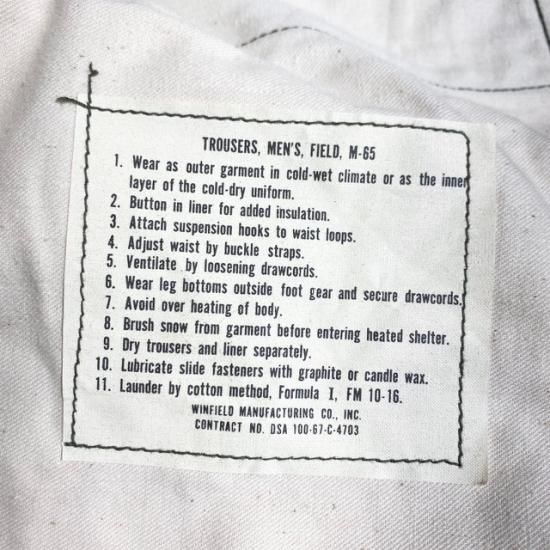 TROUSERS, MEN'S, FIELD, M-65
1. Wear as outer garment in cold-wet climate or as the inner
layer of the cold-dry uniform.
2. Button in liner for added insulation.
3. Attach suspension hooks to waist loops.
4. Adjust waist by buckle straps.
5. Ventilate by loosening drawcords.
6. Wear leg bottoms outside foot gear and secure drawcords.
7. Avoid over heating of body.
8. Brush snow from garment before entering heated shelter.
9. Dry trousers and liner separately.
10. Lubricate slide fasteners with graphite or candle wax.
11. Launder by cotton method, Formula I, FM 10-16.
WINFIELD MANUFACTURING CO., INC.
CONTRACT NO. DSA 100-67-C-4703